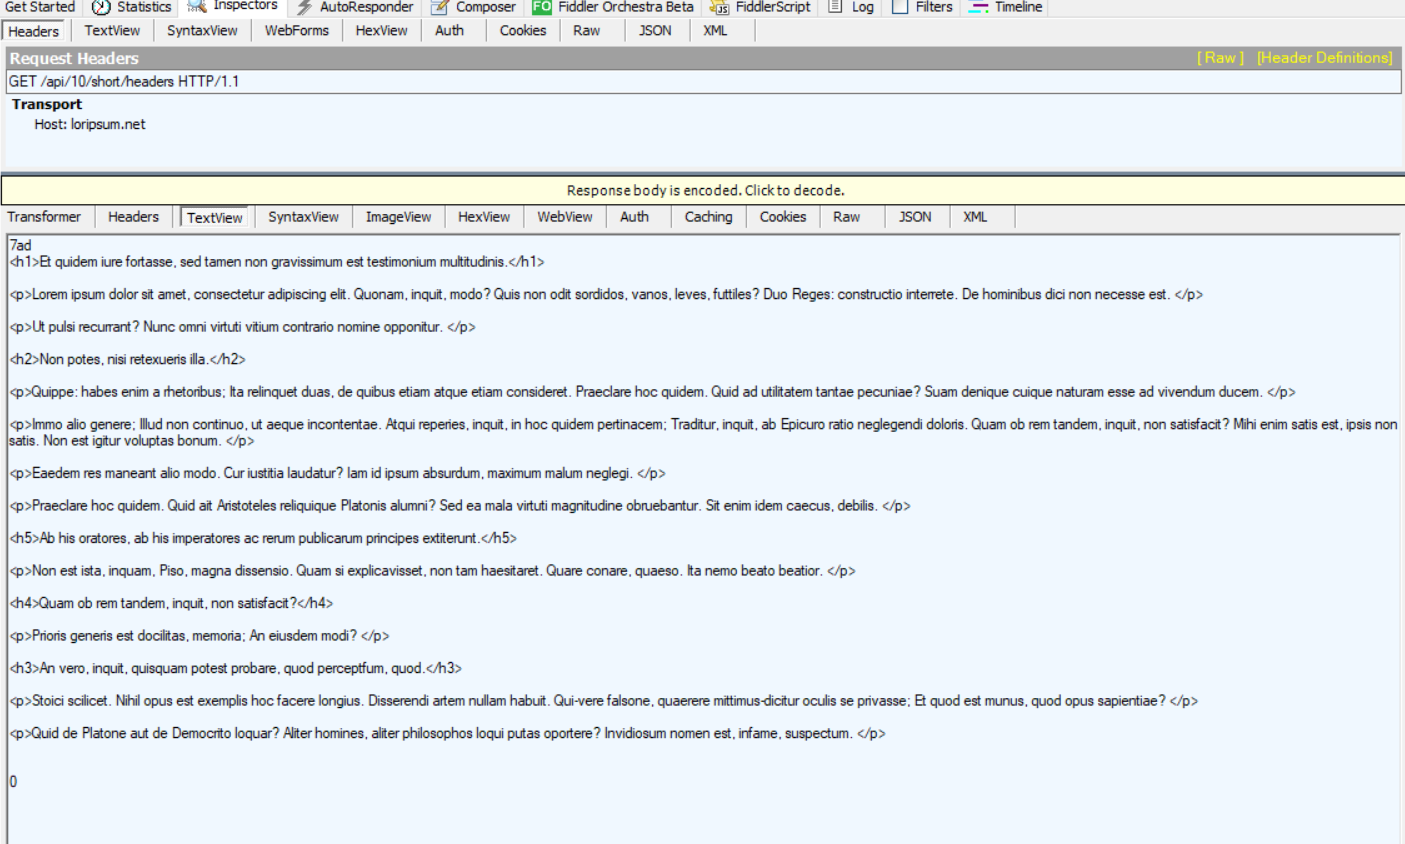 Get Started Statistics Inspectors AutoResponder Composer FO Fiddler Orchestra Beta JS FiddlerScript Log Filters Timeline
Headers TextView SyntaxView WebForms HexView Auth Cookies Raw JSON XML
Request Headers [ Raw ] [Header Definitions]
GET /api/10/short/headers HTTP/1.1
Transport
Host: loripsum.net
Response body is encoded. Click to decode.
Transformer Headers TextView SyntaxView ImageView HexView WebView Auth Caching Cookies Raw JSON XML
7ad
<h1>Et quidem iure fortasse, sed tamen non gravissimum est testimonium multitudinis.</h1>
<p>Lorem ipsum dolor sit amet, consectetur adipiscing elit. Quonam, inquit, modo? Quis non odit sordidos, vanos, leves, futtiles? Duo Reges: constructio interrete. De hominibus dici non necesse est. </p>
<p>Ut pulsi recurrant? Nunc omni virtuti vitium contrario nomine opponitur. </p>
<h2>Non potes, nisi retexueris illa.</h2>
<p>Quippe: habes enim a rhetoribus; Ita relinquet duas, de quibus etiam atque etiam consideret. Praeclare hoc quidem. Quid ad utilitatem tantae pecuniae? Suam denique cuique naturam esse ad vivendum ducem. </p>
<p>Immo alio genere; Illud non continuo, ut aeque incontentae. Atqui reperies, inquit, in hoc quidem pertinacem; Traditur, inquit, ab Epicuro ratio neglegendi doloris. Quam ob rem tandem, inquit, non satisfacit? Mihi enim satis est, ipsis non
satis. Non est igitur voluptas bonum. </p>
<p>Eaedem res maneant alio modo. Cur iustitia laudatur? Iam id ipsum absurdum, maximum malum neglegi. </p>
<p>Praeclare hoc quidem. Quid ait Aristoteles reliquique Platonis alumni? Sed ea mala virtuti magnitudine obruebantur. Sit enim idem caecus, debilis. </p>
<h5>Ab his oratores, ab his imperatores ac rerum publicarum principes extiterunt.</h5>
<p>Non est ista, inquam, Piso, magna dissensio. Quam si explicavisset, non tam haesitaret. Quare conare, quaeso. Ita nemo beato beatior. </p>
<h4>Quam ob rem tandem, inquit, non satisfacit?</h4>
<p>Prioris generis est docilitas, memoria; An eiusdem modi? </p>
<h3>An vero, inquit, quisquam potest probare, quod perceptfum, quod.</h3>
<p>Stoici scilicet. Nihil opus est exemplis hoc facere longius. Disserendi artem nullam habuit. Qui-vere falsone, quaerere mittimus-dicitur oculis se privasse; Et quod est munus, quod opus sapientiae? </p>
<p>Quid de Platone aut de Democrito loquar? Aliter homines, aliter philosophos loqui putas oportere? Invidiosum nomen est, infame, suspectum. </p>
0